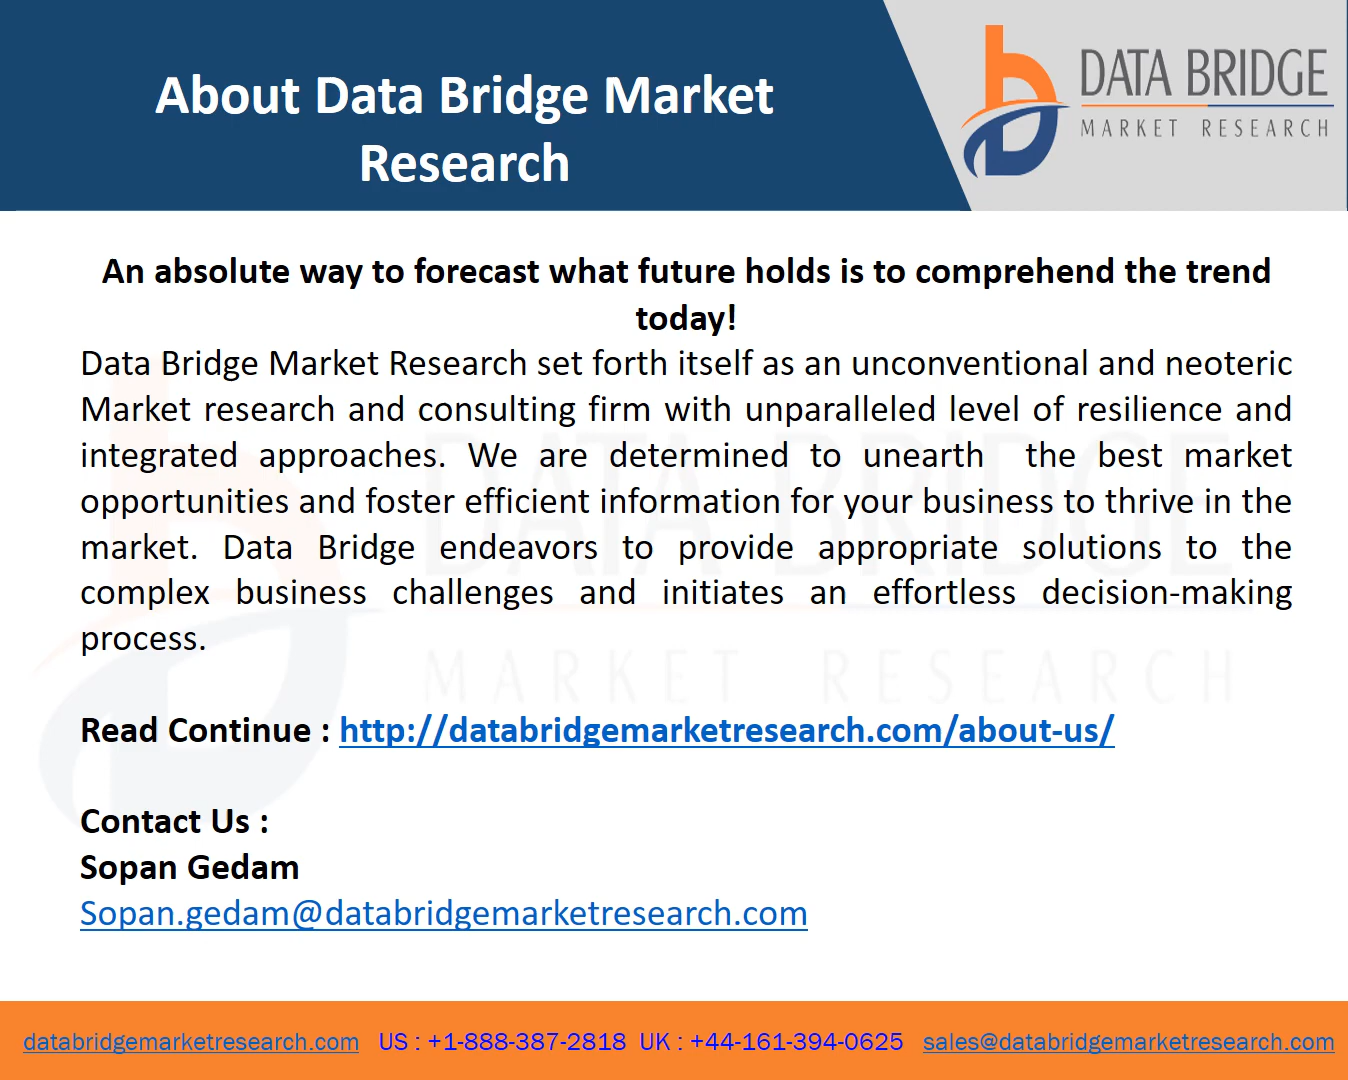 About Data Bridge Market
Research
DATA BRIDGE
MARKET RESEARCH
An absolute way to forecast what future holds is to comprehend the trend
today!
Data Bridge Market Research set forth itself as an unconventional and neoteric
Market research and consulting firm with unparalleled level of resilience and
integrated approaches. We are determined to unearth the best market
opportunities and foster efficient information for your business to thrive in the
market. Data Bridge endeavors to provide appropriate solutions to the
complex business challenges and initiates an effortless decision-making
process.
DATA BRIDGE
MARKET RESEARCH
Read Continue : http://databridgemarketresearch.com/about-us/
Contact Us :
Sopan Gedam
Sopan.gedam@databridgemarketresearch.com
databridgemarketresearch.com US : +1-888-387-2818 UK : +44-161-394-0625 sales@databridgemarketresearch.com